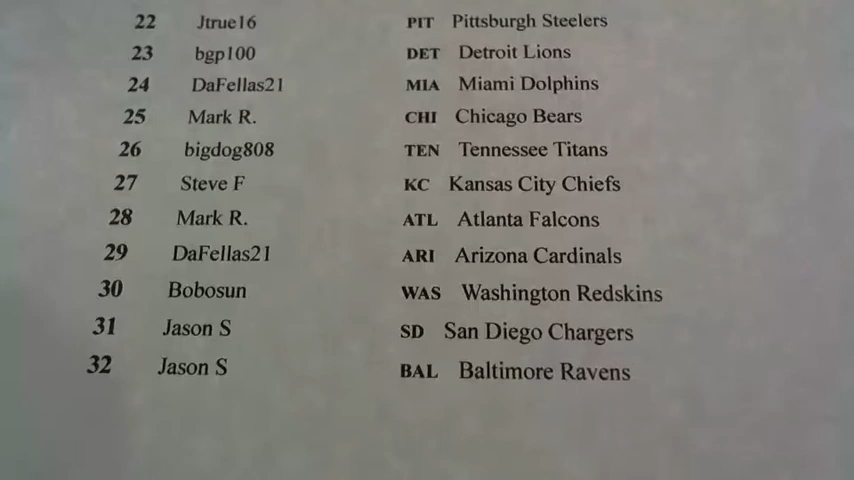 22 Jtrue16 PIT Pittsburgh Steelers
23 bgp100 DET Detroit Lions
24 DaFellas21 MIA Miami Dolphins
25 Mark R. CHI Chicago Bears
26 bigdog808 TEN Tennessee Titans
27 Steve F KC Kansas City Chiefs
28 Mark R. ATL Atlanta Falcons
29 DaFellas21 ARI Arizona Cardinals
30 Bobosun WAS Washington Redskins
31 Jason S SD San Diego Chargers
32 Jason S BAL Baltimore Ravens